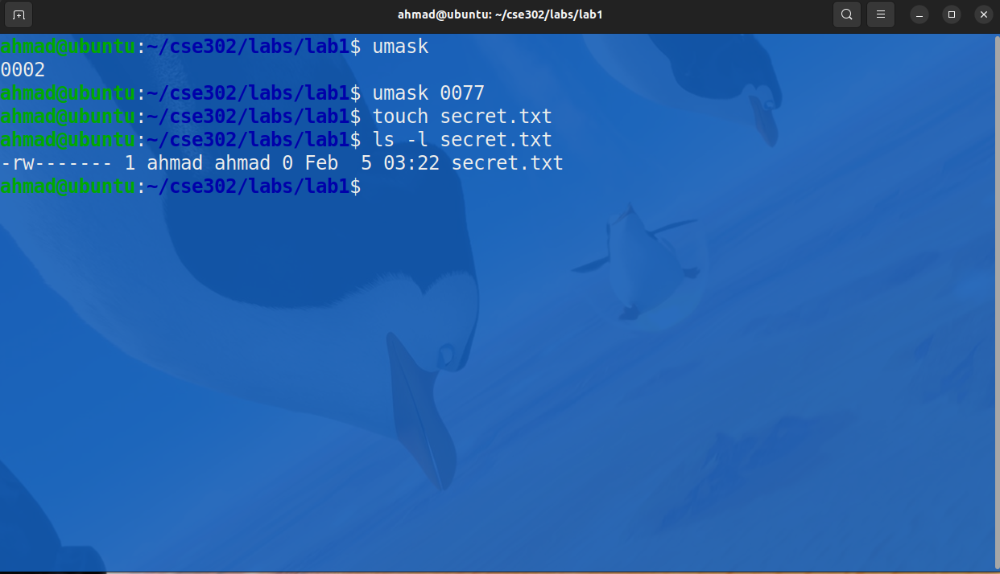 ahmad@ubuntu: ~/cse302/labs/lab1
ahmad@ubuntu:~/cse302/labs/lab1$ umask
0002
ahmad@ubuntu:~/cse302/labs/lab1$ umask 0077
ahmad@ubuntu:~/cse302/labs/lab1$ touch secret.txt
ahmad@ubuntu:~/cse302/labs/lab1$ ls -l secret.txt
-rw------- 1 ahmad ahmad 0 Feb  5 03:22 secret.txt
ahmad@ubuntu:~/cse302/labs/lab1$